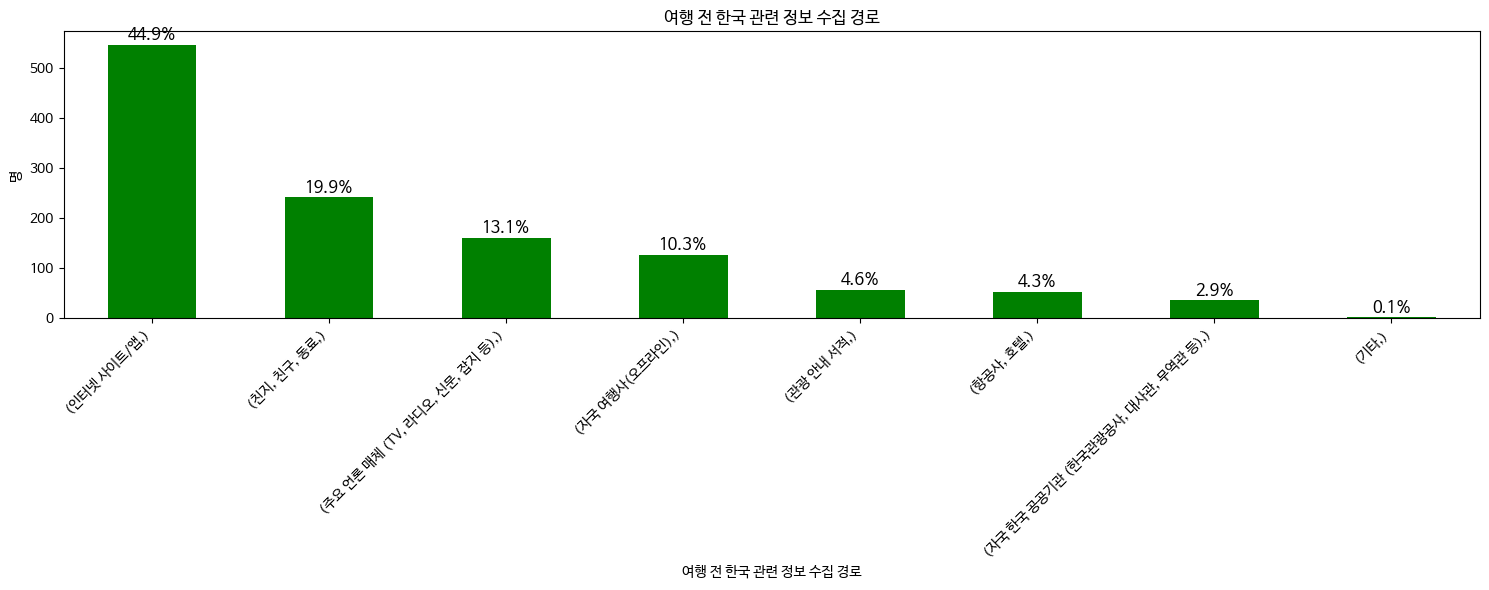 여행 전 한국 관련 정보 수집 경로
44.9%
19.9%
13.1%
10.3%
4.6%
4.3%
2.9%
0.1%
500
400
300
200
100
0
명
(인터넷 사이트/앱,)
(친지, 친구, 동료,)
(주요 언론 매체 (TV, 라디오, 신문, 잡지 등),)
(자국 여행사(오프라인),)
(관광 안내 서적,)
(항공사, 호텔,)
(자국 한국 공공기관 (한국관광공사, 대사관, 무역관 등),)
(기타,)
여행 전 한국 관련 정보 수집 경로